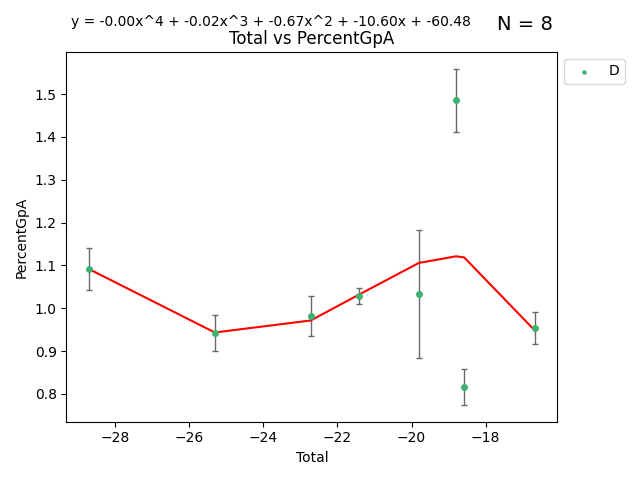 y = -0.00x^4 + -0.02x^3 + -0.67x^2 + -10.60x + -60.48
N = 8
Total vs PercentGpA
D
1.5
1.4
1.3
1.2
1.1
1.0
0.9
0.8
PercentGpA
−28 −26 −24 −22 −20 −18
Total